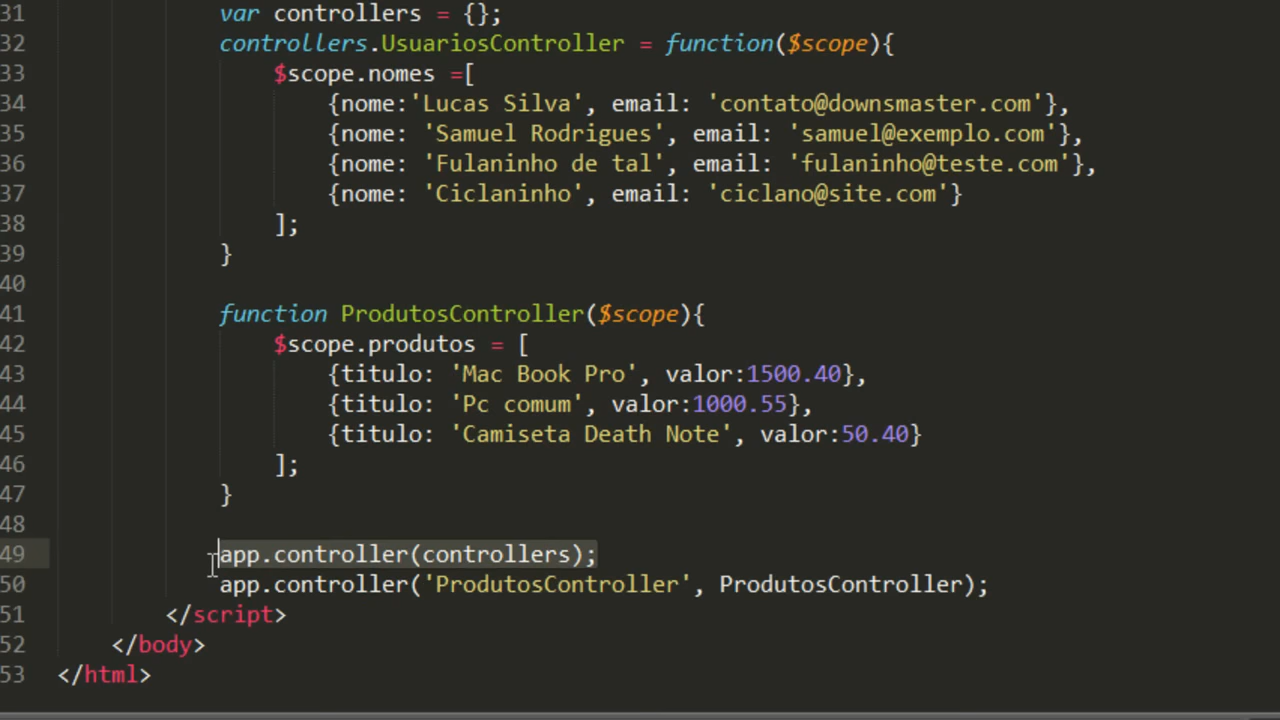 31 var controllers = {};
32 controllers.UsuariosController = function($scope){
33 $scope.nomes =[
34 {nome:'Lucas Silva', email: 'contato@downsmaster.com'},
35 {nome: 'Samuel Rodrigues', email: 'samuel@exemplo.com'},
36 {nome: 'Fulaninho de tal', email: 'fulaninho@teste.com'},
37 {nome: 'Ciclaninho', email: 'ciclano@site.com'}
38 ];
39 }
40
41 function ProdutosController($scope){
42 $scope.produtos = [
43 {titulo: 'Mac Book Pro', valor:1500.40},
44 {titulo: 'Pc comum', valor:1000.55},
45 {titulo: 'Camiseta Death Note', valor:50.40}
46 ];
47 }
48
49 app.controller(controllers);
50 app.controller('ProdutosController', ProdutosController);
51 </script>
52 </body>
53 </html>